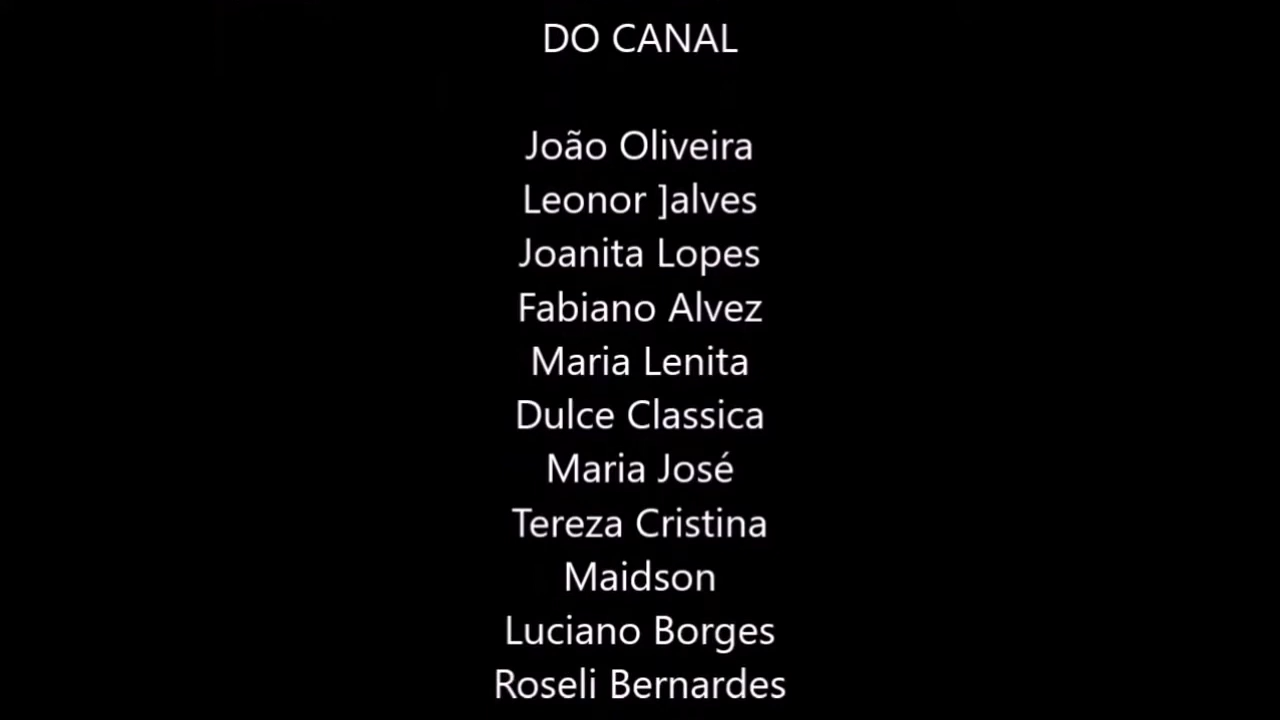 DO CANAL
João Oliveira
Leonor ]alves
Joanita Lopes
Fabiano Alvez
Maria Lenita
Dulce Classica
Maria José
Tereza Cristina
Maidson
Luciano Borges
Roseli Bernardes